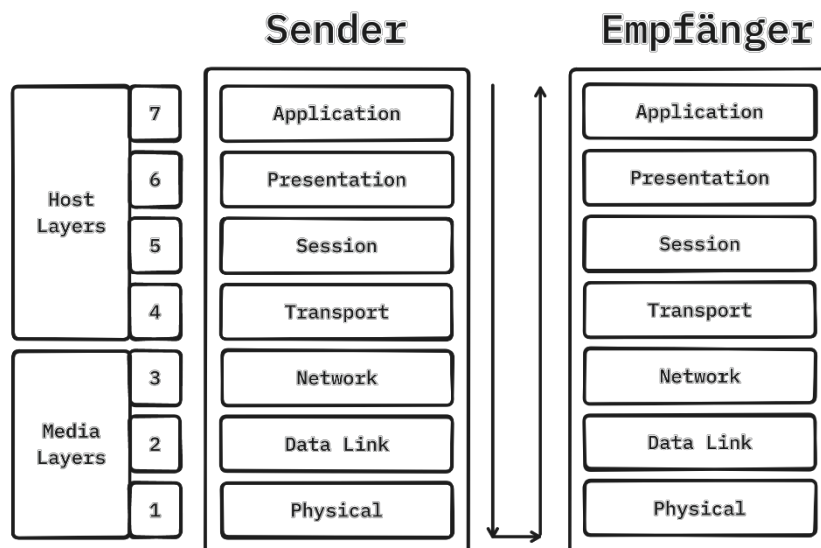 Sender
Empfänger
Host
Layers
7
6
5
4
Media
Layers
3
2
1
Application
Presentation
Session
Transport
Network
Data Link
Physical
Application
Presentation
Session
Transport
Network
Data Link
Physical